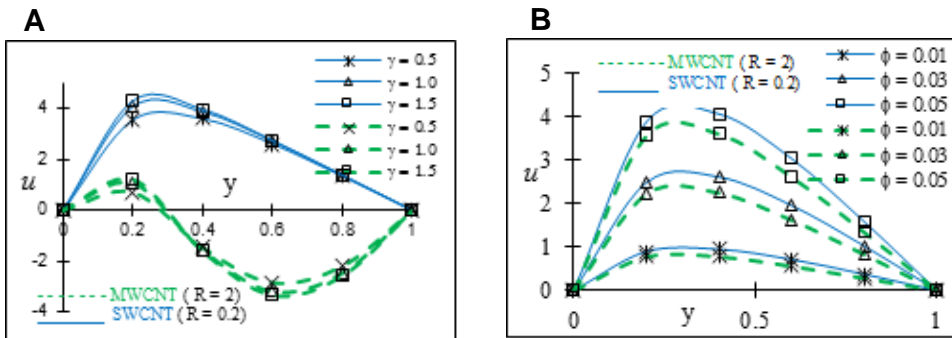 A
γ = 0.5
γ = 1.0
γ = 1.5
γ = 0.5
γ = 1.0
γ = 1.5
4
2
0
-2
-4
u
y
0 0.2 0.4 0.6 0.8 1.0
MWCNT ( R = 2)
SWCNT ( R = 0.2)
B
MWCNT ( R = 2)
SWCNT ( R = 0.2)
ϕ = 0.01
ϕ = 0.03
ϕ = 0.05
ϕ = 0.01
ϕ = 0.03
ϕ = 0.05
5
4
3
2
1
0
u
0 0.5 1
y